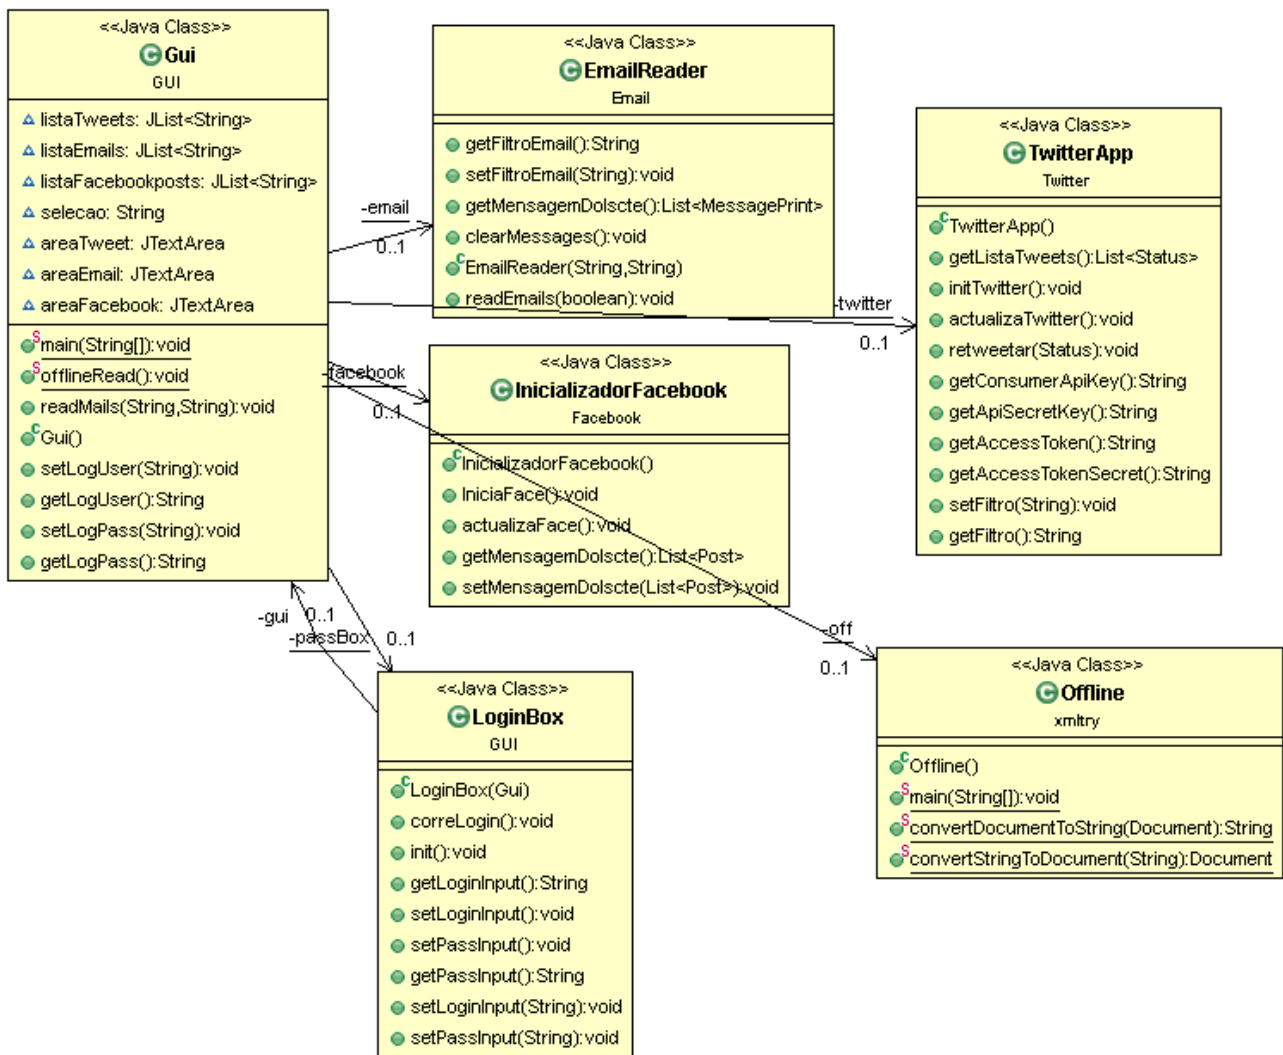 <<Java Class>>
Gui
GUI
listaTweets: JList<String>
listaEmails: JList<String>
listaFacebookposts: JList<String>
selecao: String
areaTweet: JTextArea
areaEmail: JTextArea
areaFacebook: JTextArea
main(String[]):void
offlineRead():void
readMails(String,String):void
Gui()
setLogUser(String):void
getLogUser():String
setLogPass(String):void
getLogPass():String
-email
0..1
<<Java Class>>
EmailReader
Email
getFiltroEmail():String
setFiltroEmail(String):void
getMensagemDoIscte():List<MessagePrint>
clearMessages():void
EmailReader(String,String)
readEmails(boolean):void
-twitter
0..1
<<Java Class>>
TwitterApp
Twitter
TwitterApp()
getListaTweets():List<Status>
initTwitter():void
actualizaTwitter():void
retweetar(Status):void
getConsumerApiKey():String
getApiSecretKey():String
getAccessToken():String
getAccessTokenSecret():String
setFiltro(String):void
getFiltro():String
-facebook
0..1
<<Java Class>>
InicializadorFacebook
Facebook
InicializadorFacebook()
IniciaFace():void
actualizaFace():void
getMensagemDoIscte():List<Post>
setMensagemDoIscte(List<Post>):void
-gui
0..1
-passBox
0..1
<<Java Class>>
LoginBox
GUI
LoginBox(Gui)
correLogin():void
init():void
getLoginInput():String
setLoginInput():void
setPassInput():void
getPassInput():String
setLoginInput(String):void
setPassInput(String):void
-off
0..1
<<Java Class>>
Offline
xmltry
Offline()
main(String[]):void
convertDocumentToString(Document):String
convertStringToDocument(String):Document